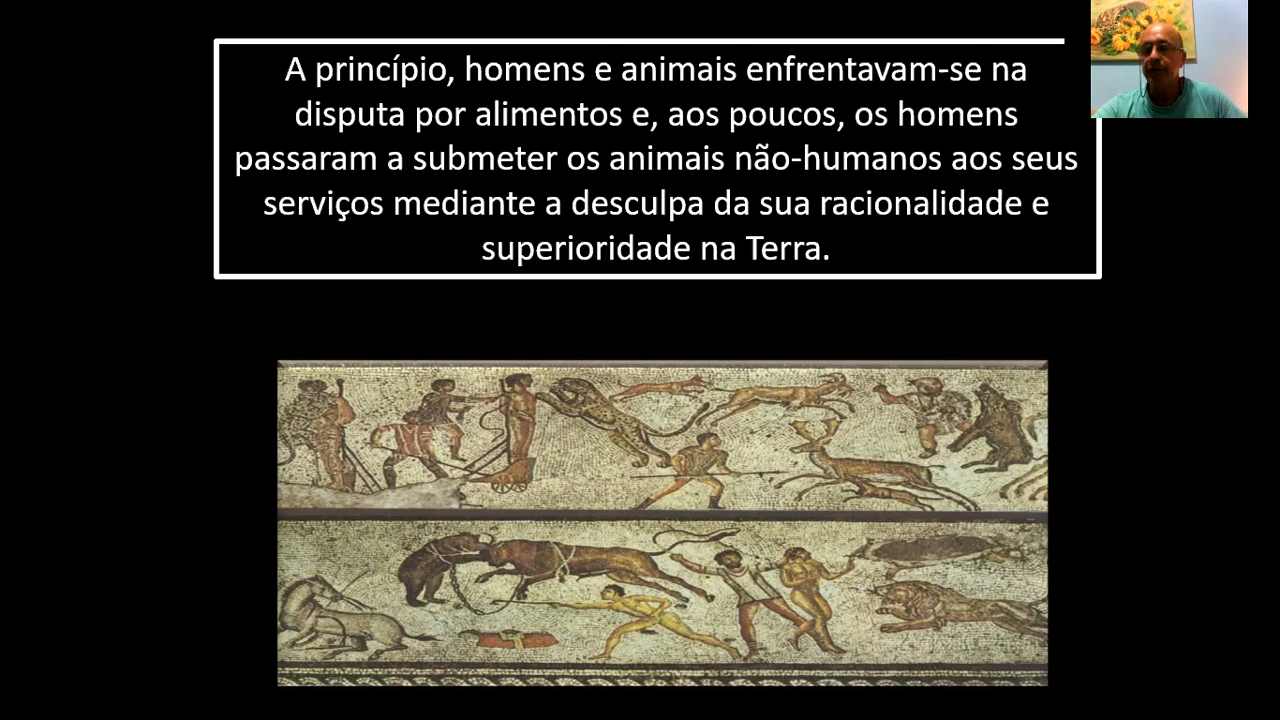 A princípio, homens e animais enfrentavam-se na
disputa por alimentos e, aos poucos, os homens
passaram a submeter os animais não-humanos aos seus
serviços mediante a desculpa da sua racionalidade e
superioridade na Terra.